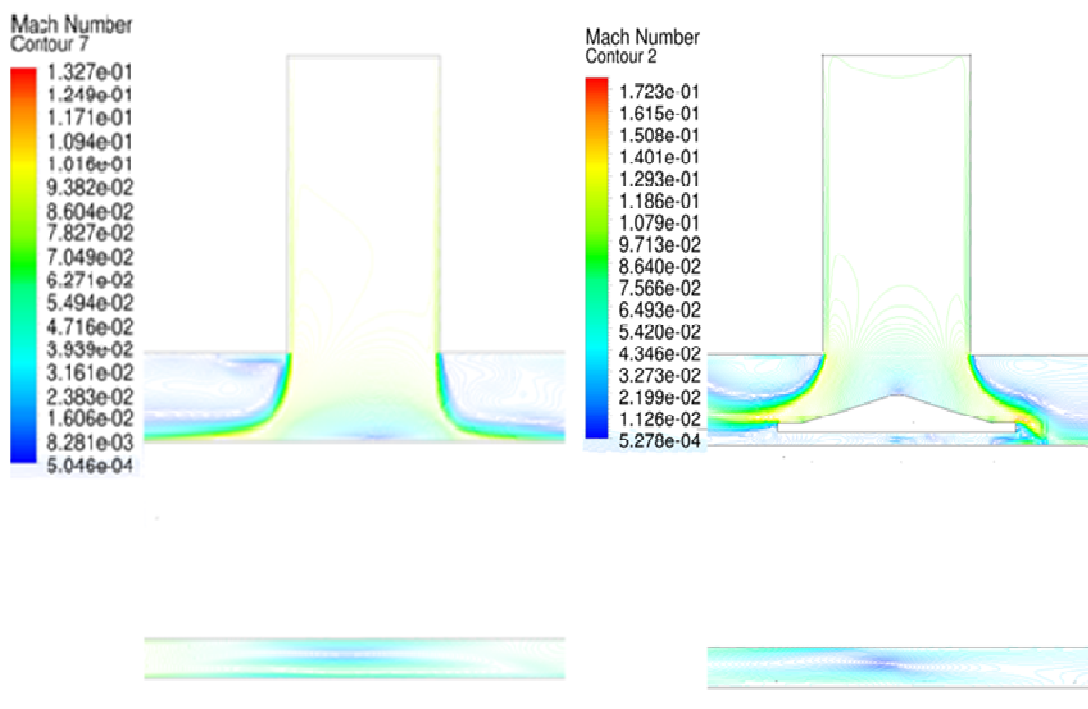 Mach Number
Contour 7
1.327e-01
1.249e-01
1.171e-01
1.094e-01
1.016e-01
9.382e-02
8.604e-02
7.827e-02
7.049e-02
6.271e-02
5.494e-02
4.716e-02
3.939e-02
3.161e-02
2.383e-02
1.606e-02
8.281e-03
5.046e-04
Mach Number
Contour 2
1.723e-01
1.615e-01
1.508e-01
1.401e-01
1.293e-01
1.186e-01
1.079e-01
9.713e-02
8.640e-02
7.566e-02
6.493e-02
5.420e-02
4.346e-02
3.273e-02
2.199e-02
1.126e-02
5.278e-04